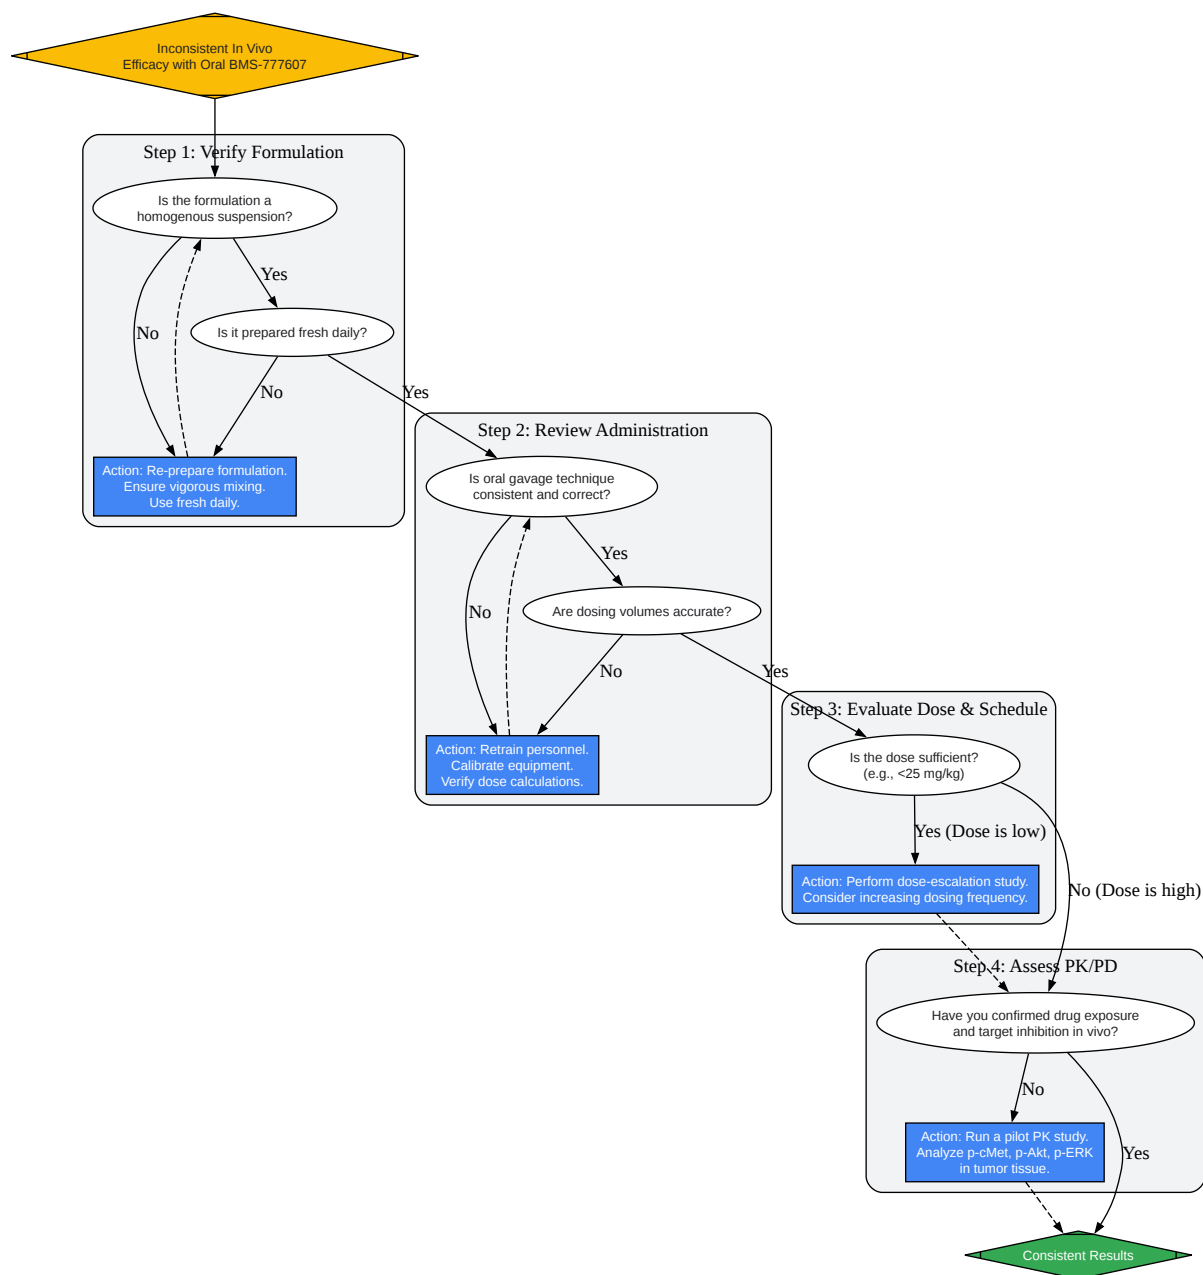 Inconsistent In Vivo
Efficacy with Oral BMS-777607
Step 1: Verify Formulation
Is the formulation a
homogenous suspension?
Yes
No
Is it prepared fresh daily?
No
Yes
Action: Re-prepare formulation.
Ensure vigorous mixing.
Use fresh daily.
Step 2: Review Administration
Is oral gavage technique
consistent and correct?
Yes
No
Are dosing volumes accurate?
No
Yes
Action: Retrain personnel.
Calibrate equipment.
Verify dose calculations.
Step 3: Evaluate Dose & Schedule
Is the dose sufficient?
(e.g., <25 mg/kg)
Yes (Dose is low)
No (Dose is high)
Action: Perform dose-escalation study.
Consider increasing dosing frequency.
Step 4: Assess PK/PD
Have you confirmed drug exposure
and target inhibition in vivo?
No
Yes
Action: Run a pilot PK study.
Analyze p-cMet, p-Akt, p-ERK
in tumor tissue.
Consistent Results